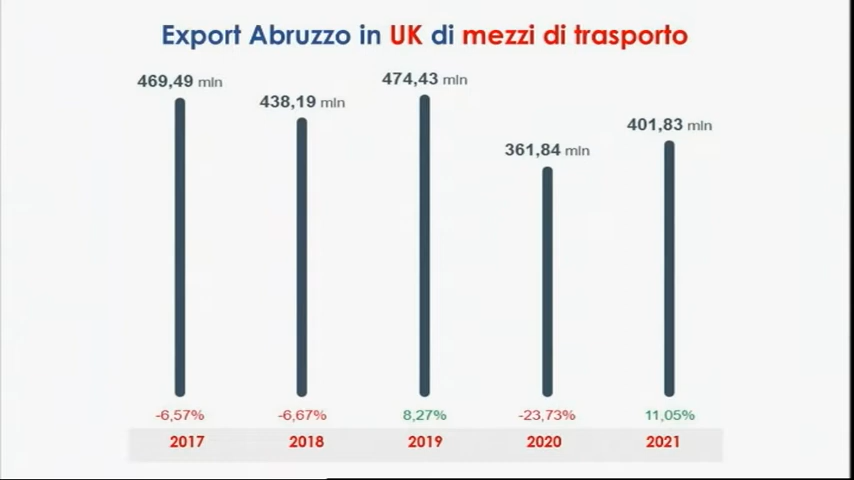 Export Abruzzo in UK di mezzi di trasporto
469,49 mln
438,19 mln
474,43 mln
361,84 mln
401,83 mln
-6,57%
-6,67%
8,27%
-23,73%
11,05%
2017
2018
2019
2020
2021